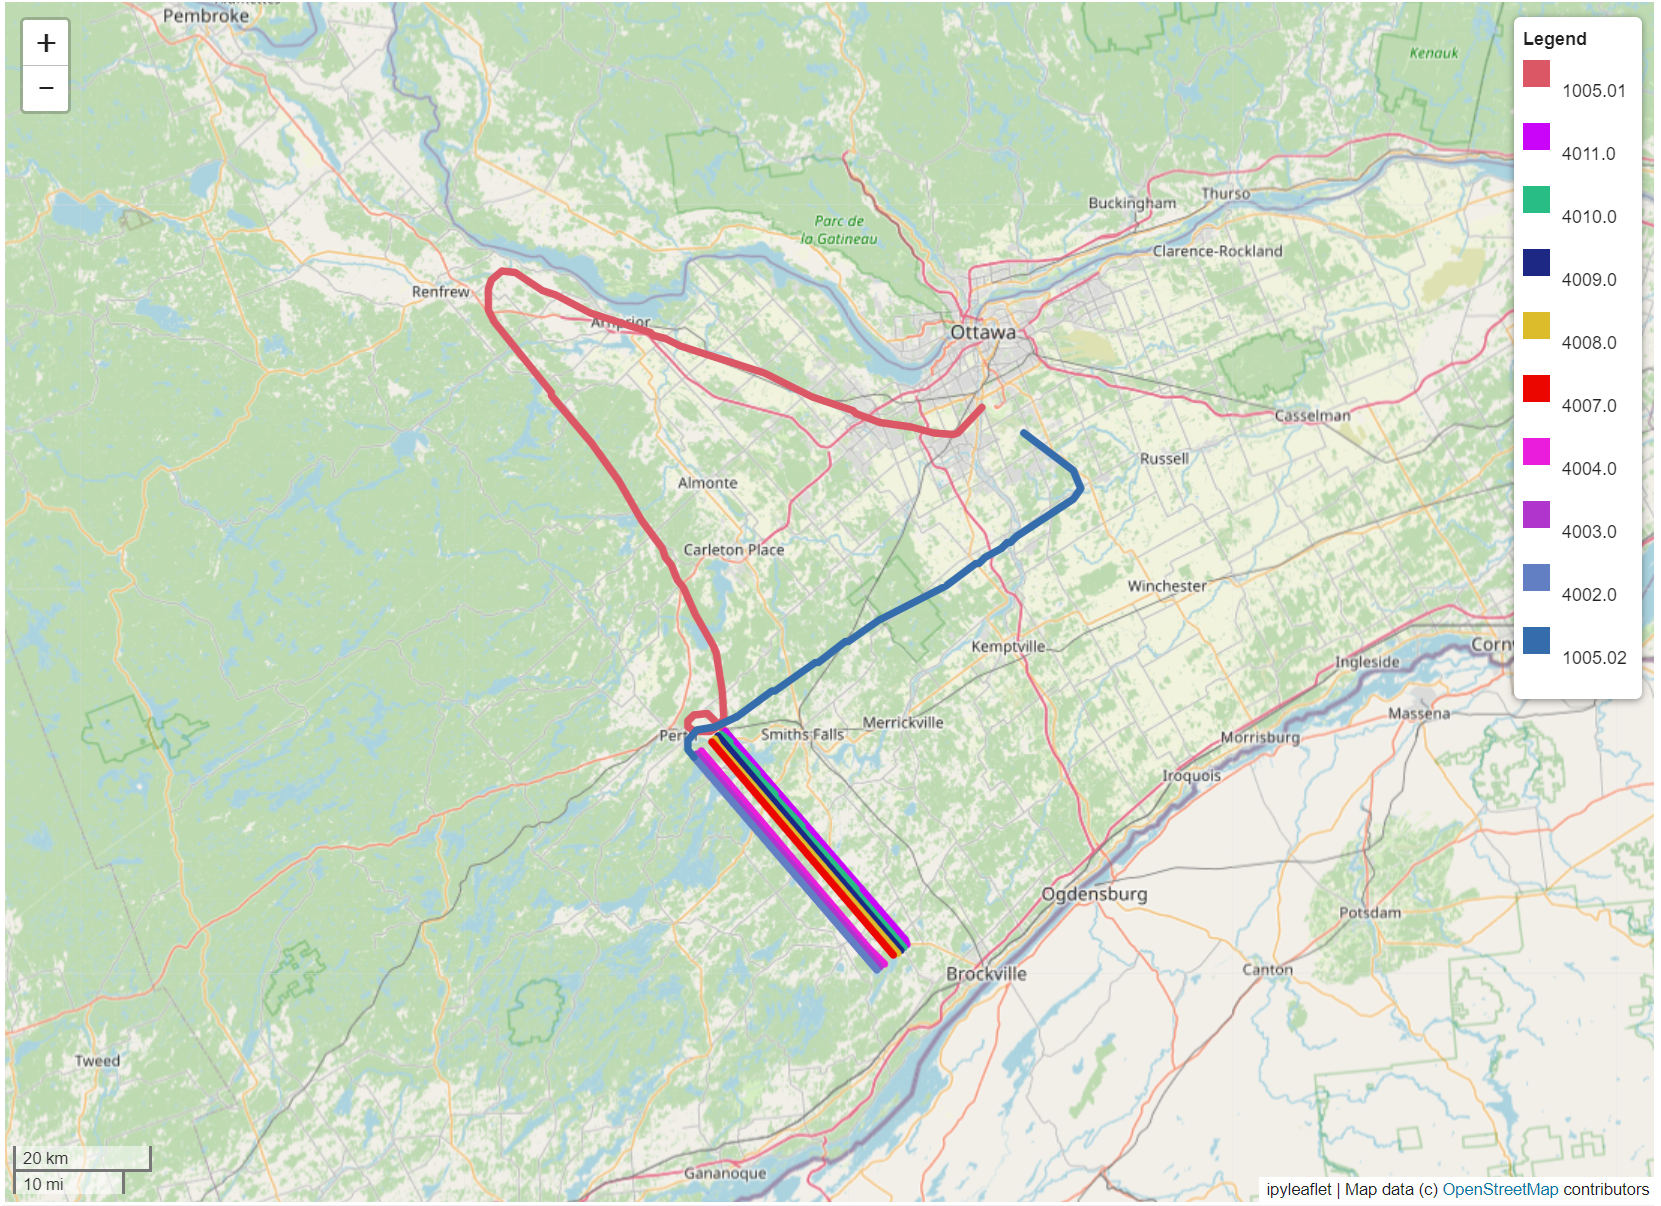 Pembroke
+
−
Kenauk
Legend
1005.01
4011.0
4010.0
4009.0
4008.0
4007.0
4004.0
4003.0
4002.0
1005.02
Buckingham
Thurso
Parc de
la Gatineau
Clarence-Rockland
Renfrew
Arnprior
Ottawa
Casselman
Russell
Almonte
Carleton Place
Winchester
Kemptville
Corn
Ingleside
Massena
Merrickville
Perth
Smiths Falls
Morrisburg
Iroquois
Ogdensburg
Potsdam
Brockville
Canton
Tweed
Gananoque
20 km
10 mi
ipyleaflet | Map data (c) OpenStreetMap contributors